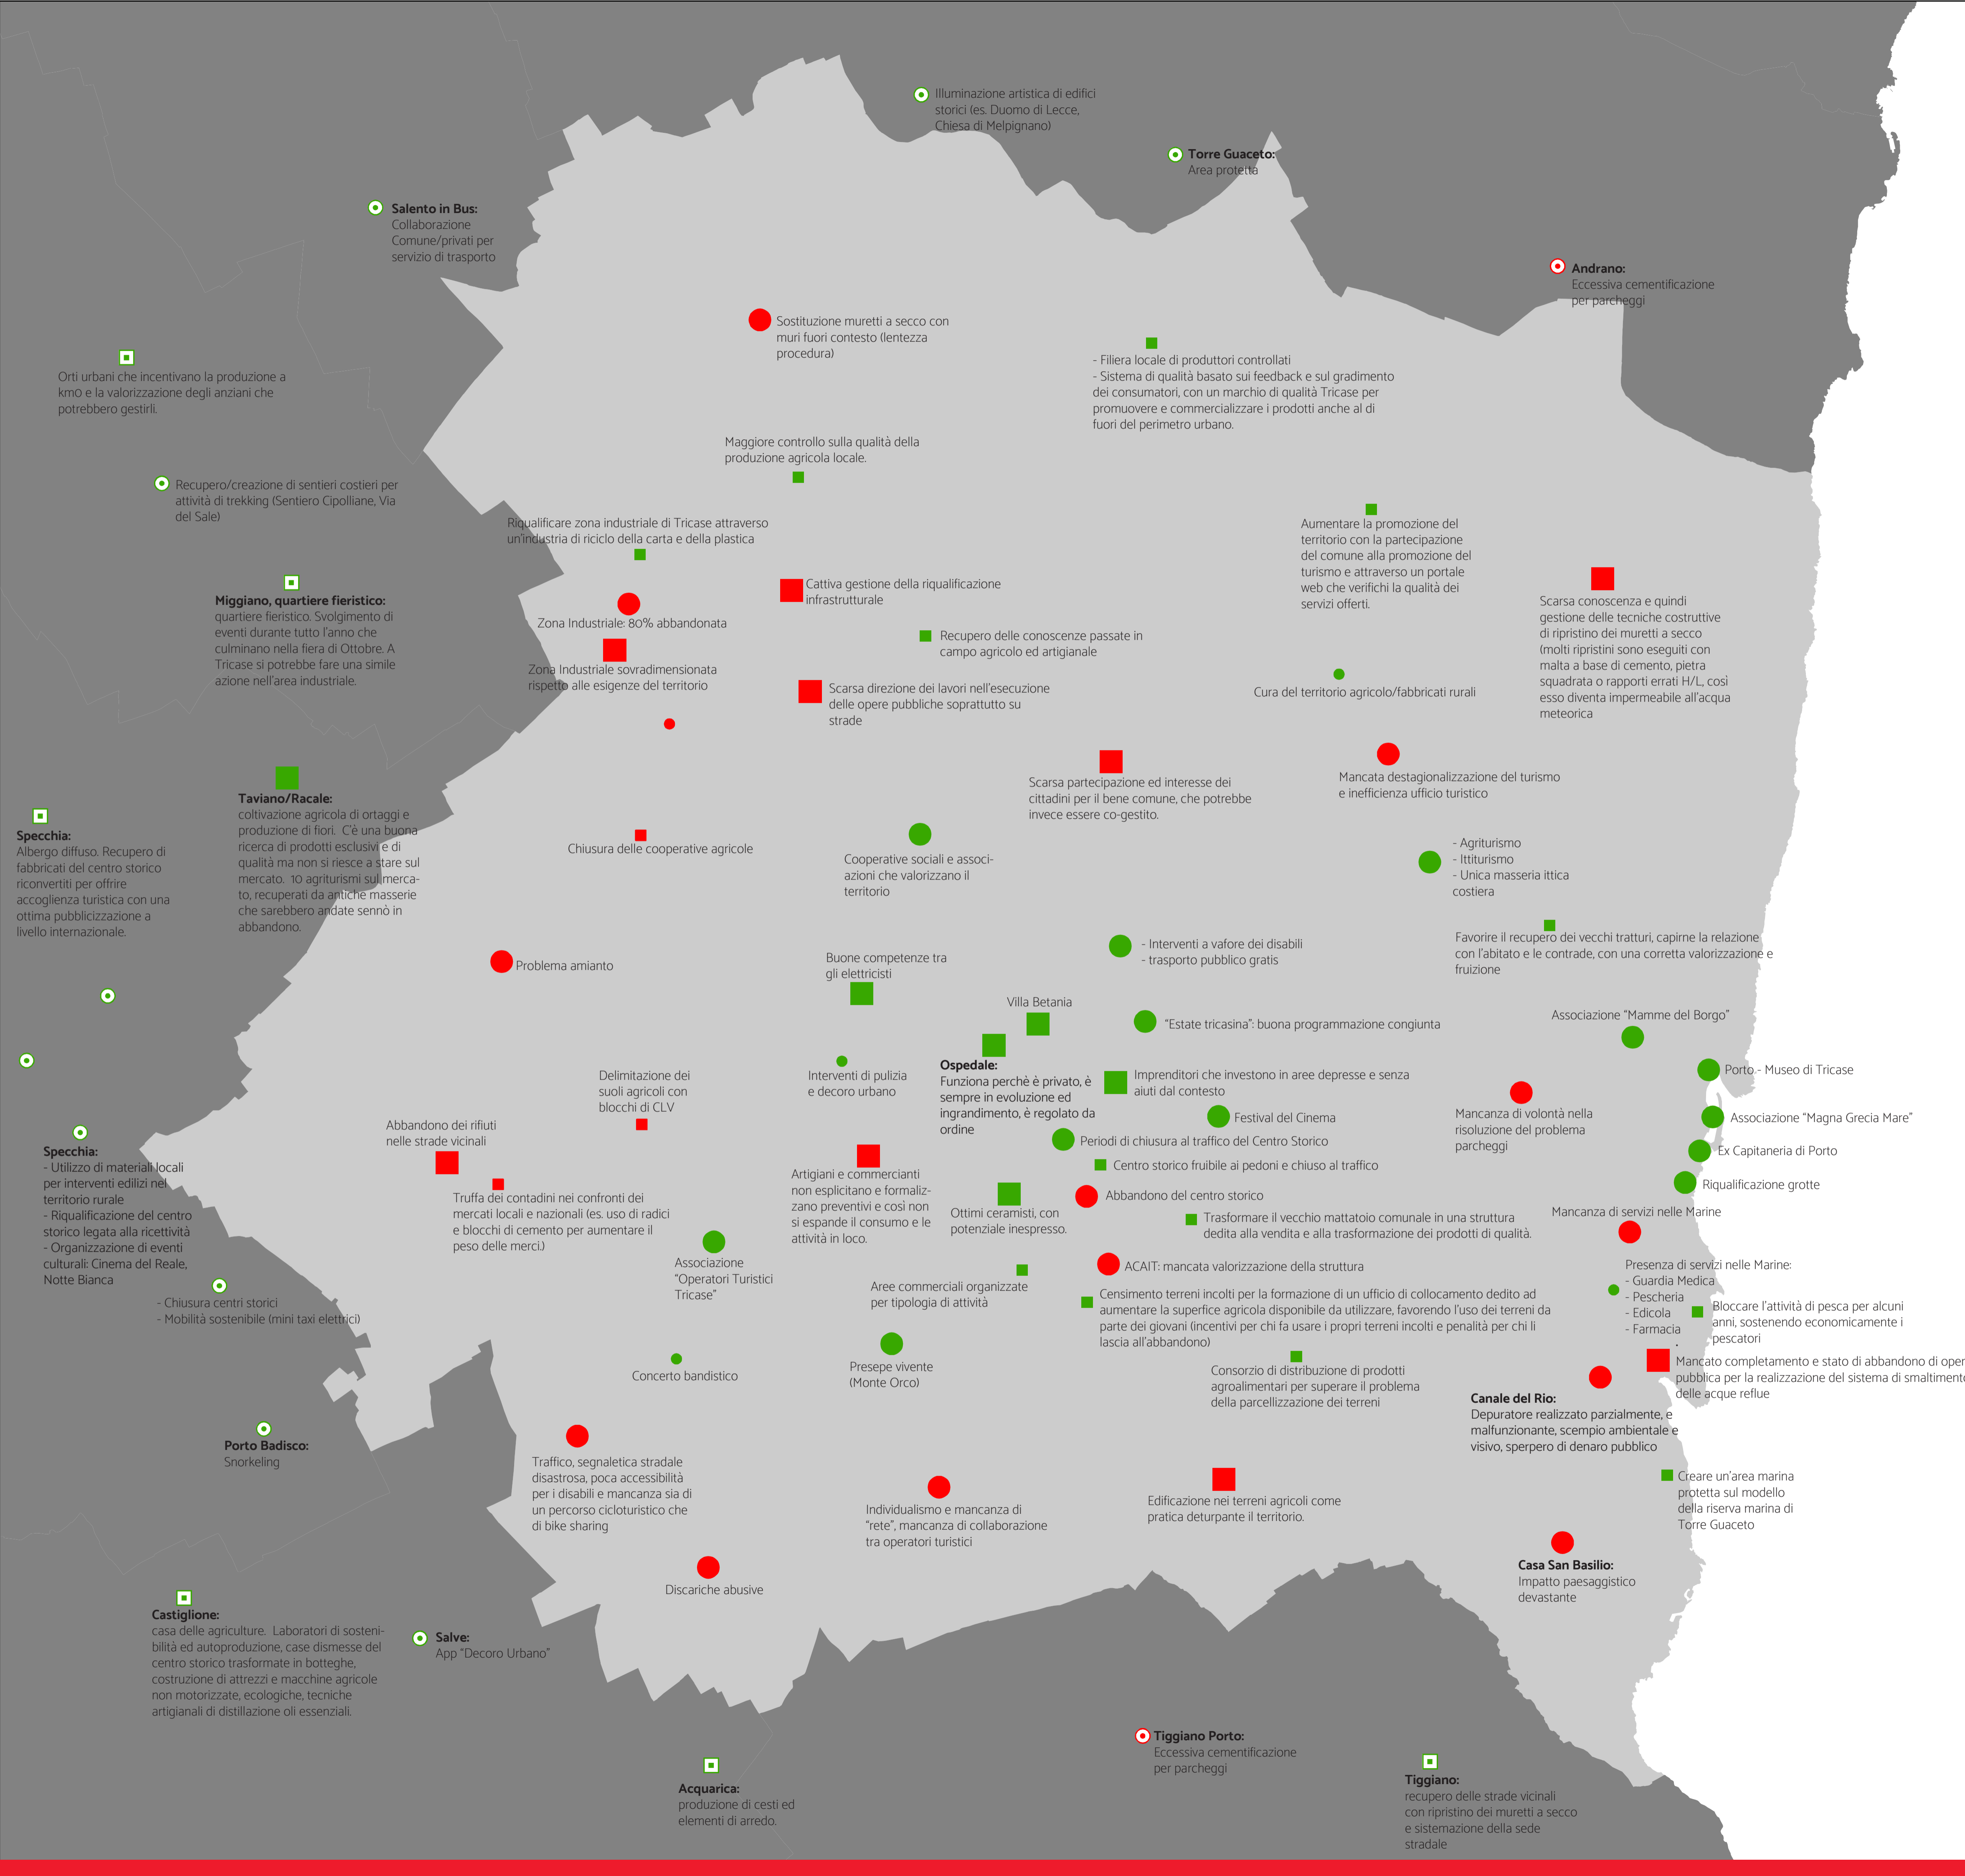 Illuminazione artistica di edifici
storici (es. Duomo di Lecce,
Chiesa di Melpignano)
Torre Guaceto:
Area protetta
Salento in Bus:
Collaborazione
Comune/privati per
servizio di trasporto
Andrano:
Eccessiva cementificazione
per parcheggi
Sostituzione muretti a secco con
muri fuori contesto (lentezza
procedura)
- Filiera locale di produttori controllati
- Sistema di qualità basato sui feedback e sul gradimento
dei consumatori, con un marchio di qualità Tricase per
promuovere e commercializzare i prodotti anche al di
fuori del perimetro urbano.
Orti urbani che incentivano la produzione a
km0 e la valorizzazione degli anziani che
potrebbero gestirli.
Maggiore controllo sulla qualità della
produzione agricola locale.
Recupero/creazione di sentieri costieri per
attività di trekking (Sentiero Cipolliane, Via
del Sale)
Riqualificare zona industriale di Tricase attraverso
un'industria di riciclo della carta e della plastica
Aumentare la promozione del
territorio con la partecipazione
del comune alla promozione del
turismo e attraverso un portale
web che verifichi la qualità dei
servizi offerti.
Miggiano, quartiere fieristico:
quartiere fieristico. Svolgimento di
eventi durante tutto l'anno che
culminano nella fiera di Ottobre. A
Tricase si potrebbe fare una simile
azione nell'area industriale.
Cattiva gestione della riqualificazione
infrastrutturale
Zona Industriale: 80% abbandonata
Scarsa conoscenza e quindi
gestione delle tecniche costruttive
di ripristino dei muretti a secco
(molti ripristini sono eseguiti con
malta a base di cemento, pietra
squadrata o rapporti errati H/L, così
esso diventa impermeabile all'acqua
meteorica
Recupero delle conoscenze passate in
campo agricolo ed artigianale
Zona Industriale sovradimensionata
rispetto alle esigenze del territorio
Scarsa direzione dei lavori nell'esecuzione
delle opere pubbliche soprattutto su
strade
Cura del territorio agricolo/fabbricati rurali
Scarsa partecipazione ed interesse dei
cittadini per il bene comune, che potrebbe
invece essere co-gestito.
Mancata destagionalizzazione del turismo
e inefficienza ufficio turistico
Taviano/Racale:
coltivazione agricola di ortaggi e
produzione di fiori. C'è una buona
ricerca di prodotti esclusivi e di
qualità ma non si riesce a stare sul
mercato. 10 agriturismi sul merca-
to, recuperati da antiche masserie
che sarebbero andate sennò in
abbandono.
Specchia:
Albergo diffuso. Recupero di
fabbricati del centro storico
riconvertiti per offrire
accoglienza turistica con una
ottima pubblicizzazione a
livello internazionale.
Chiusura delle cooperative agricole
Cooperative sociali e associ-
azioni che valorizzano il
territorio
- Agriturismo
- Ittiturismo
- Unica masseria ittica
costiera
Favorire il recupero dei vecchi tratturi, capirne la relazione
con l'abitato e le contrade, con una corretta valorizzazione e
fruizione
- Interventi a vafore dei disabili
- trasporto pubblico gratis
Problema amianto
Buone competenze tra
gli elettricisti
Villa Betania
"Estate tricasina": buona programmazione congiunta
Associazione "Mamme del Borgo"
Ospedale:
Funziona perchè è privato, è
sempre in evoluzione ed
ingrandimento, è regolato da
ordine
Imprenditori che investono in aree depresse e senza
aiuti dal contesto
Porto.- Museo di Tricase
Delimitazione dei
suoli agricoli con
blocchi di CLV
Interventi di pulizia
e decoro urbano
Festival del Cinema
Mancanza di volontà nella
risoluzione del problema
parcheggi
Associazione "Magna Grecia Mare"
Abbandono dei rifiuti
nelle strade vicinali
Periodi di chiusura al traffico del Centro Storico
Ex Capitaneria di Porto
Specchia:
- Utilizzo di materiali locali
per interventi edilizi nel
territorio rurale
- Riqualificazione del centro
storico legata alla ricettività
- Organizzazione di eventi
culturali: Cinema del Reale,
Notte Bianca
Centro storico fruibile ai pedoni e chiuso al traffico
Artigiani e commercianti
non esplicitano e formaliz-
zano preventivi e così non
si espande il consumo e le
attività in loco.
Riqualificazione grotte
Truffa dei contadini nei confronti dei
mercati locali e nazionali (es. uso di radici
e blocchi di cemento per aumentare il
peso delle merci.)
Abbandono del centro storico
Ottimi ceramisti, con
potenziale inespresso.
Mancanza di servizi nelle Marine
Trasformare il vecchio mattatoio comunale in una struttura
dedita alla vendita e alla trasformazione dei prodotti di qualità.
Associazione
"Operatori Turistici
Tricase"
ACAIT: mancata valorizzazione della struttura
Presenza di servizi nelle Marine:
- Guardia Medica
- Pescheria
- Edicola
- Farmacia
.
Aree commerciali organizzate
per tipologia di attività
Censimento terreni incolti per la formazione di un ufficio di collocamento dedito ad
aumentare la superfice agricola disponibile da utilizzare, favorendo l'uso dei terreni da
parte dei giovani (incentivi per chi fa usare i propri terreni incolti e penalità per chi li
lascia all'abbandono)
Bloccare l'attività di pesca per alcuni
anni, sostenendo economicamente i
pescatori
- Chiusura centri storici
- Mobilità sostenibile (mini taxi elettrici)
Concerto bandistico
Presepe vivente
(Monte Orco)
Consorzio di distribuzione di prodotti
agroalimentari per superare il problema
della parcellizzazione dei terreni
Mancato completamento e stato di abbandono di oper
pubblica per la realizzazione del sistema di smaltimento
delle acque reflue
Canale del Rio:
Depuratore realizzato parzialmente, e
malfunzionante, scempio ambientale e
visivo, sperpero di denaro pubblico
Porto Badisco:
Snorkeling
Traffico, segnaletica stradale
disastrosa, poca accessibilità
per i disabili e mancanza sia di
un percorso cicloturistico che
di bike sharing
Creare un'area marina
protetta sul modello
della riserva marina di
Torre Guaceto
Individualismo e mancanza di
"rete", mancanza di collaborazione
tra operatori turistici
Edificazione nei terreni agricoli come
pratica deturpante il territorio.
Casa San Basilio:
Impatto paesaggistico
devastante
Discariche abusive
Castiglione:
casa delle agriculture. Laboratori di sosteni-
bilità ed autoproduzione, case dismesse del
centro storico trasformate in botteghe,
costruzione di attrezzi e macchine agricole
non motorizzate, ecologiche, tecniche
artigianali di distillazione oli essenziali.
Salve:
App "Decoro Urbano"
Tiggiano Porto:
Eccessiva cementificazione
per parcheggi
Acquarica:
produzione di cesti ed
elementi di arredo.
Tiggiano:
recupero delle strade vicinali
con ripristino dei muretti a secco
e sistemazione della sede
stradale